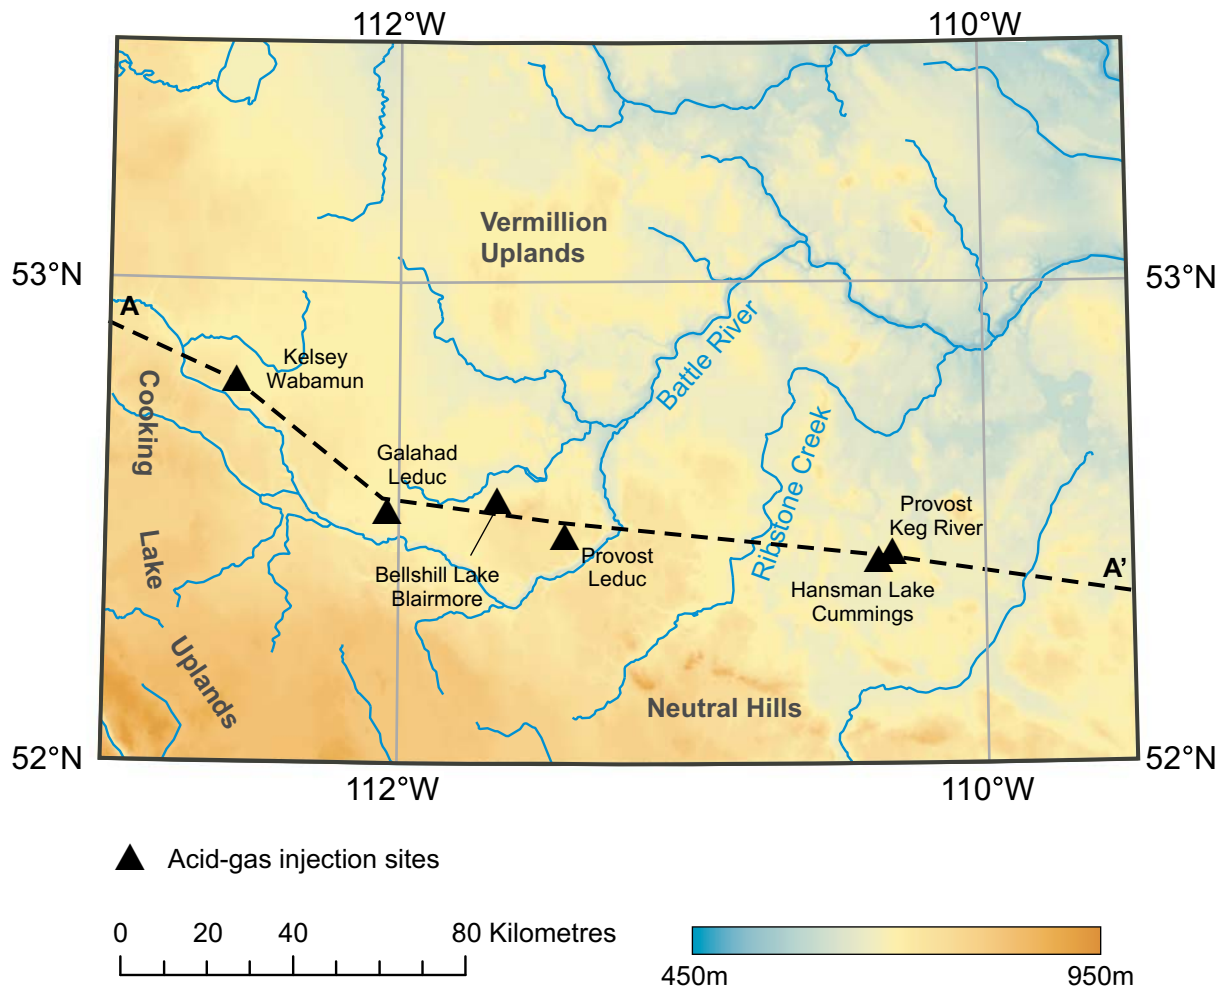 112°W
110°W
Vermillion
Uplands
53°N
53°N
A
Battle River
Kelsey
Wabamun
Cooking
Lake
Uplands
Galahad
Leduc
Ribstone Creek
Provost
Keg River
Bellshill Lake
Blairmore
Provost
Leduc
Hansman Lake
Cummings
A'
Neutral Hills
52°N
52°N
112°W
110°W
Acid-gas injection sites
0 20 40 80 Kilometres
450m 950m